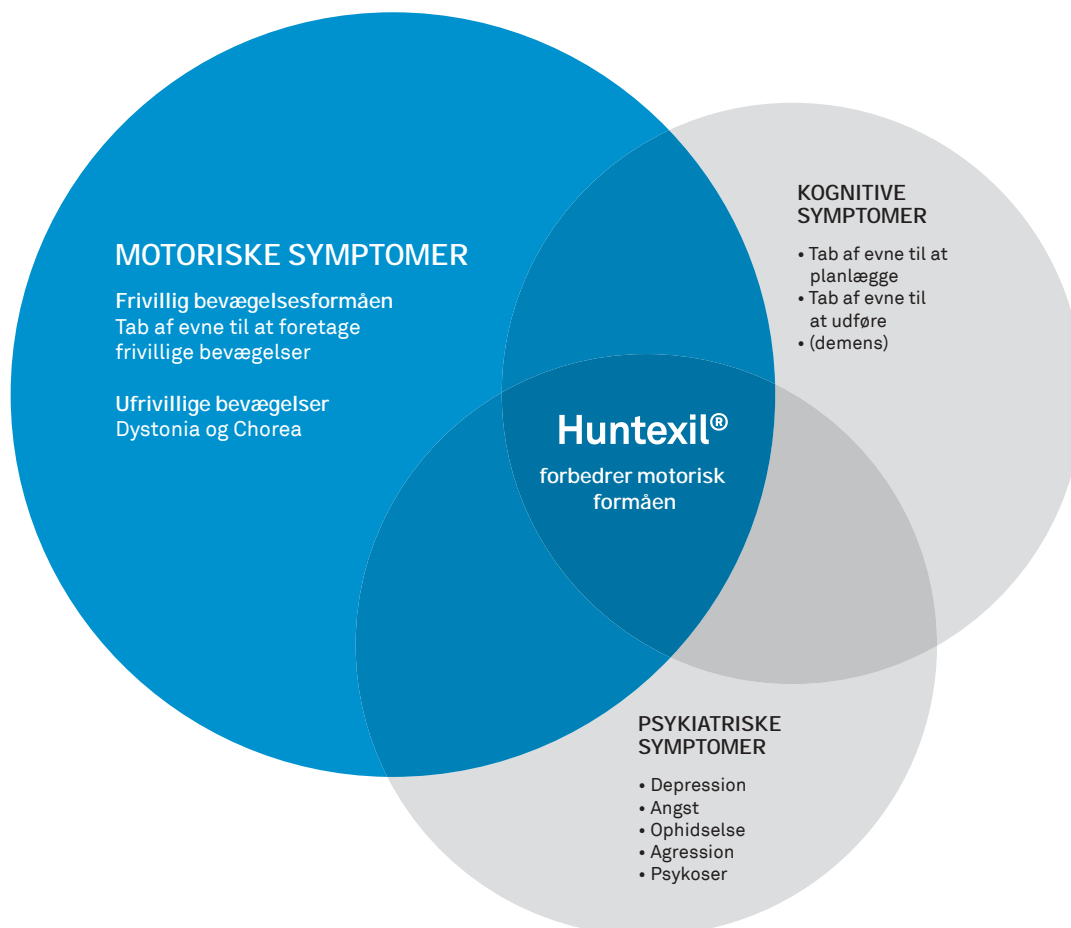 MOTORISKE SYMPTOMER
Frivillig bevægelsesformåen
Tab af evne til at foretage
frivillige bevægelser
Ufrivillige bevægelser
Dystonia og Chorea
KOGNITIVE
SYMPTOMER
• Tab af evne til at
planlægge
• Tab af evne til
at udføre
• (demens)
Huntexil®
forbedrer motorisk
formåen
PSYKIATRISKE
SYMPTOMER
• Depression
• Angst
• Ophidselse
• Agression
• Psykoser